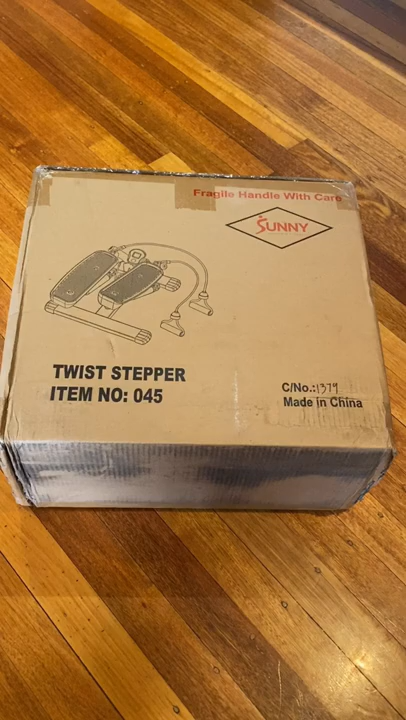 Fragile Handle With Care
SUNNY
TWIST STEPPER
ITEM NO: 045
C/No.: 1379
Made in China